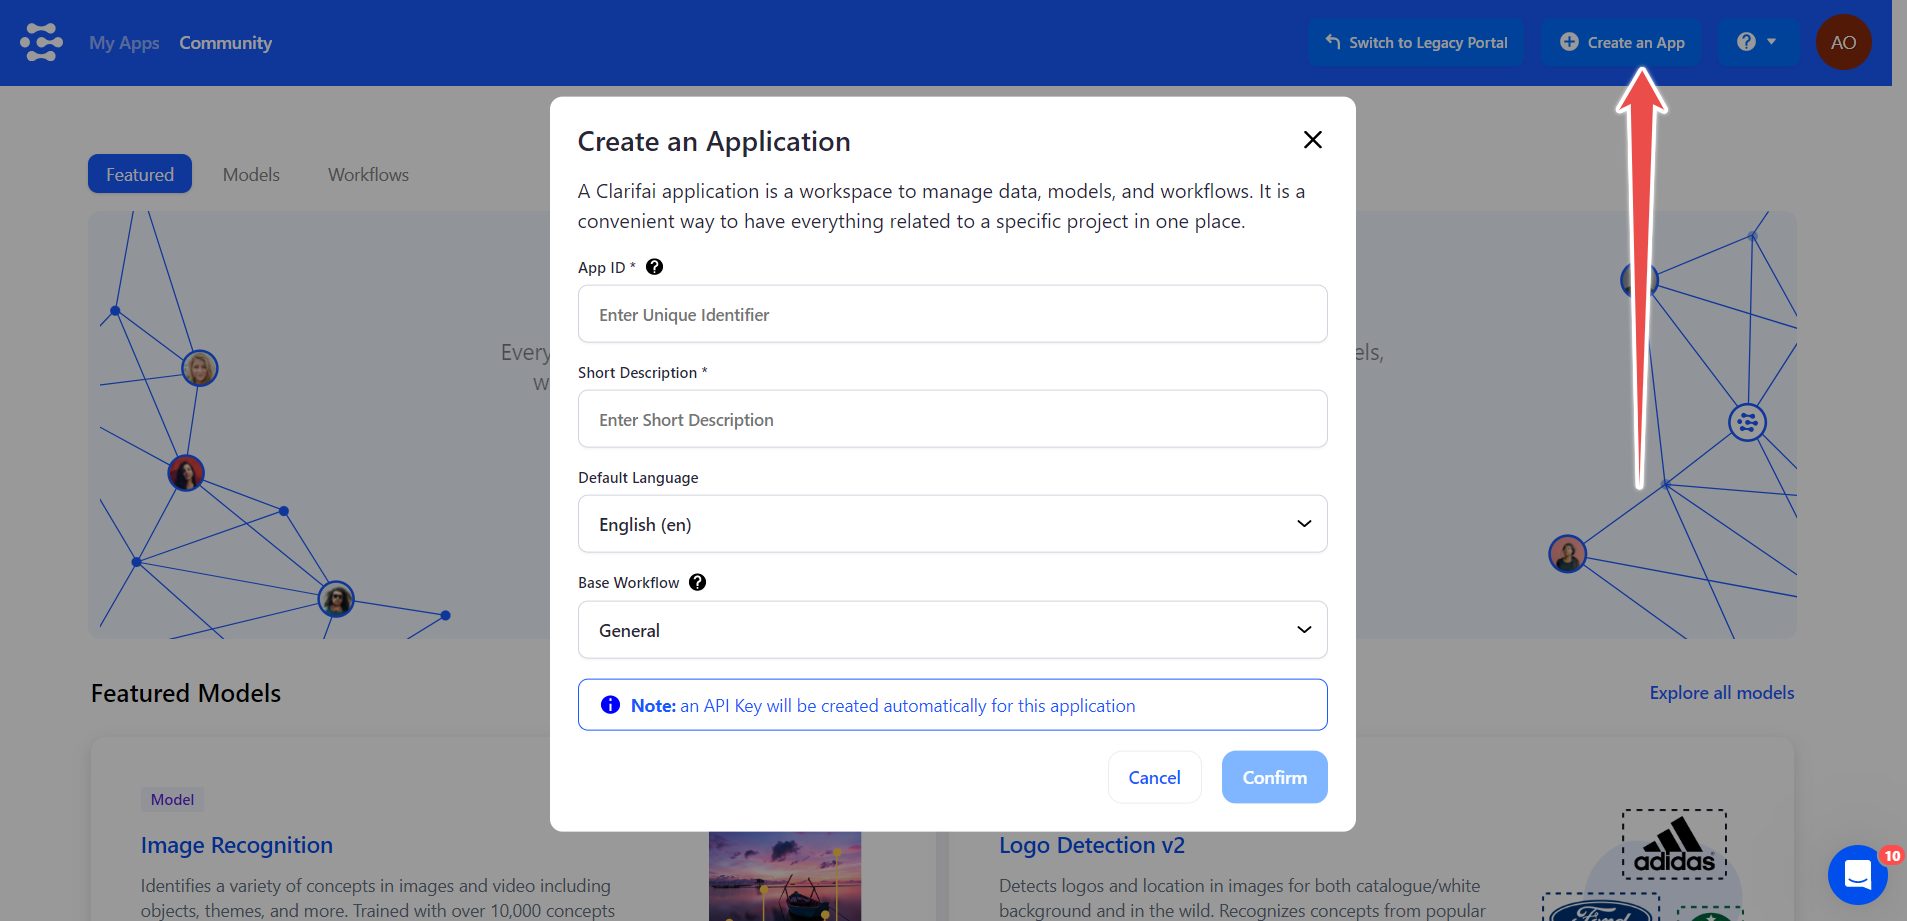 My Apps
Community
Switch to Legacy Portal
Create an App
?
AO
Create an Application
A Clarifai application is a workspace to manage data, models, and workflows. It is a
convenient way to have everything related to a specific project in one place.
App ID * ?
Enter Unique Identifier
Short Description *
Enter Short Description
Default Language
English (en)
Base Workflow ?
General
Note: an API Key will be created automatically for this application
Cancel
Confirm
Featured
Models
Workflows
Every
els,
w
Featured Models
Explore all models
Model
Image Recognition
Identifies a variety of concepts in images and video including
objects, themes, and more. Trained with over 10,000 concepts
Logo Detection v2
Detects logos and location in images for both catalogue/white
background and in the wild. Recognizes concepts from popular
adidas
Ford
10